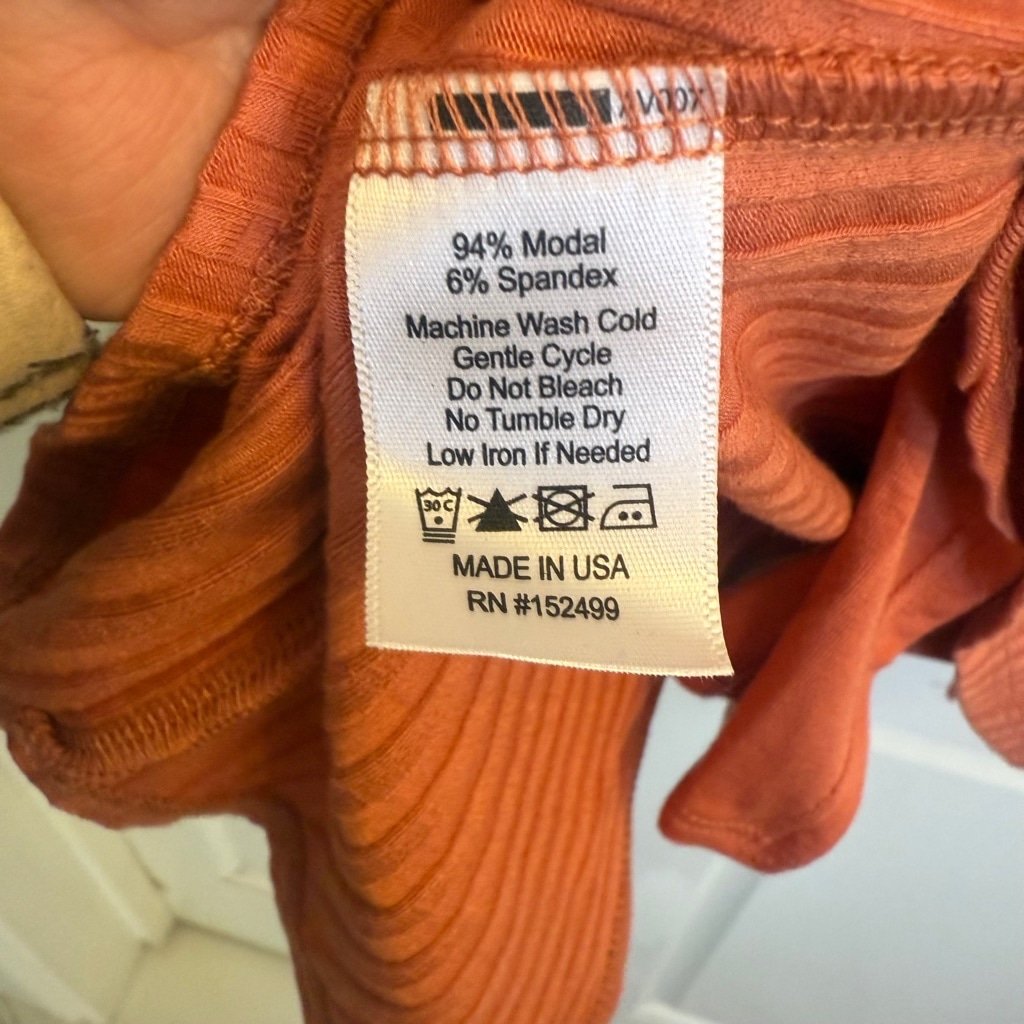 94% Modal
6% Spandex
Machine Wash Cold
Gentle Cycle
Do Not Bleach
No Tumble Dry
Low Iron If Needed
30 C
MADE IN USA
RN #152499